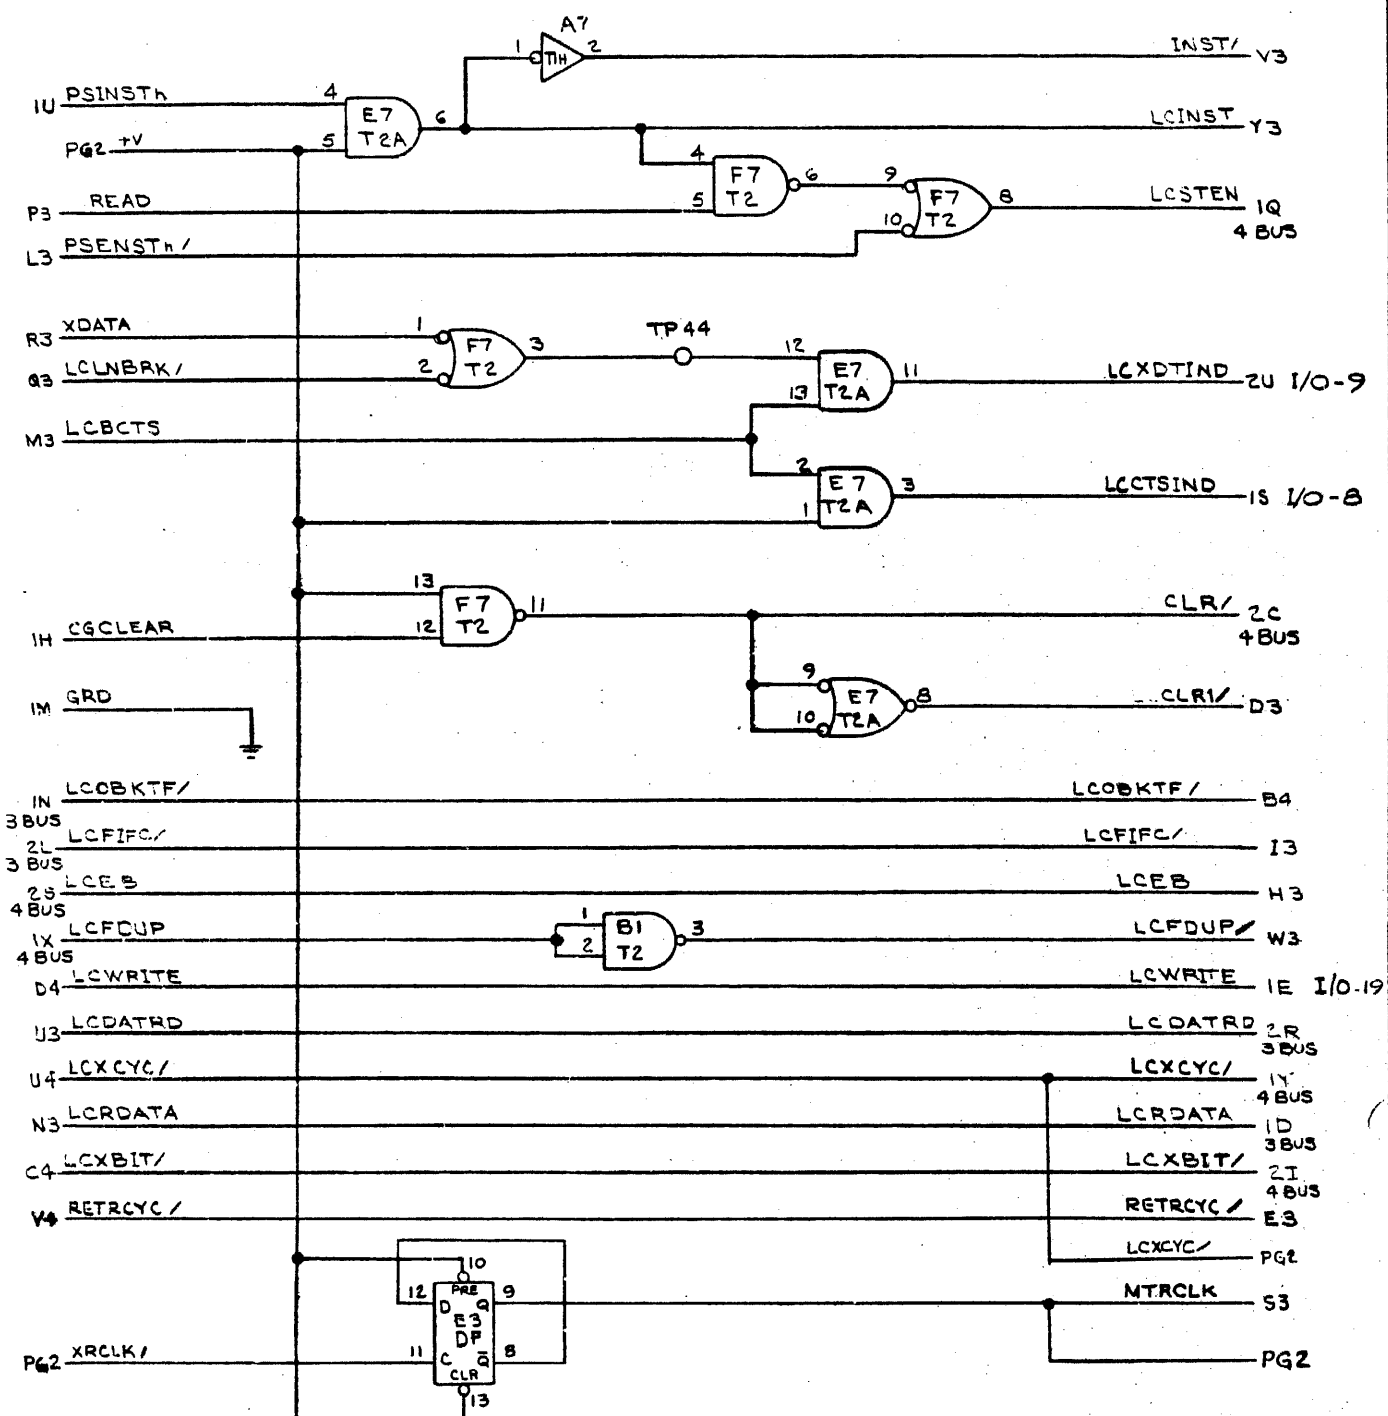 A7
1 TIH 2 INST/ V3
1U PSINSTh 4 E7 T2A 6 LCINST Y3
PG2 +V 5
4 F7 T2 6 9 F7 T2 8 LCSTEN 1Q
4 BUS
P3 READ 5
10
L3 PSENSTh/
R3 XDATA 1 F7 T2 3 TP44 12 E7 T2A 11 LCXDTIND 2U I/O-9
Q3 LCLNBRK/ 2
13
M3 LCBCTS
2 E7 T2A 3 LCCTSIND 1S I/O-8
1
13 F7 T2 11 CLR/ 2C
4 BUS
1H CGCLEAR 12
9 E7 T2A 8 CLR1/ D3
10
1M GRD
1N LCOBKTF/ LCOBKTF/ B4
3 BUS
2L LCFIFC/ LCFIFC/ I3
3 BUS
2S LCEB LCEB H3
4 BUS
1X LCFDUP 1 2 B1 T2 3 LCFDUP/ W3
4 BUS
D4 LCWRITE LCWRITE 1E I/O-19
U3 LCDATRD LCDATRD 2R
3 BUS
U4 LCXCYC/ LCXCYC/ 1Y
4 BUS
N3 LCRDATA LCRDATA 1D
3 BUS
C4 LCXBIT/ LCXBIT/ 2I
4 BUS
V4 RETRCYC/ RETRCYC/ E3
LCXCYC/ PG2
10
PRE
12 D Q 9 MTRCLK S3
E3
DF
PG2 XRCLK/ 11 C Q̅ 8 PG2
CLR
13